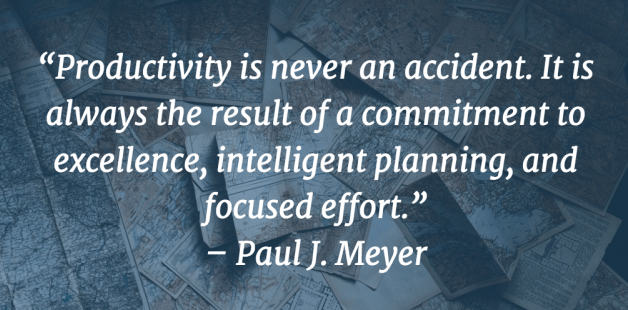 “Productivity is never an accident. It is
always the result of a commitment to
excellence, intelligent planning, and
focused effort.”
– Paul J. Meyer